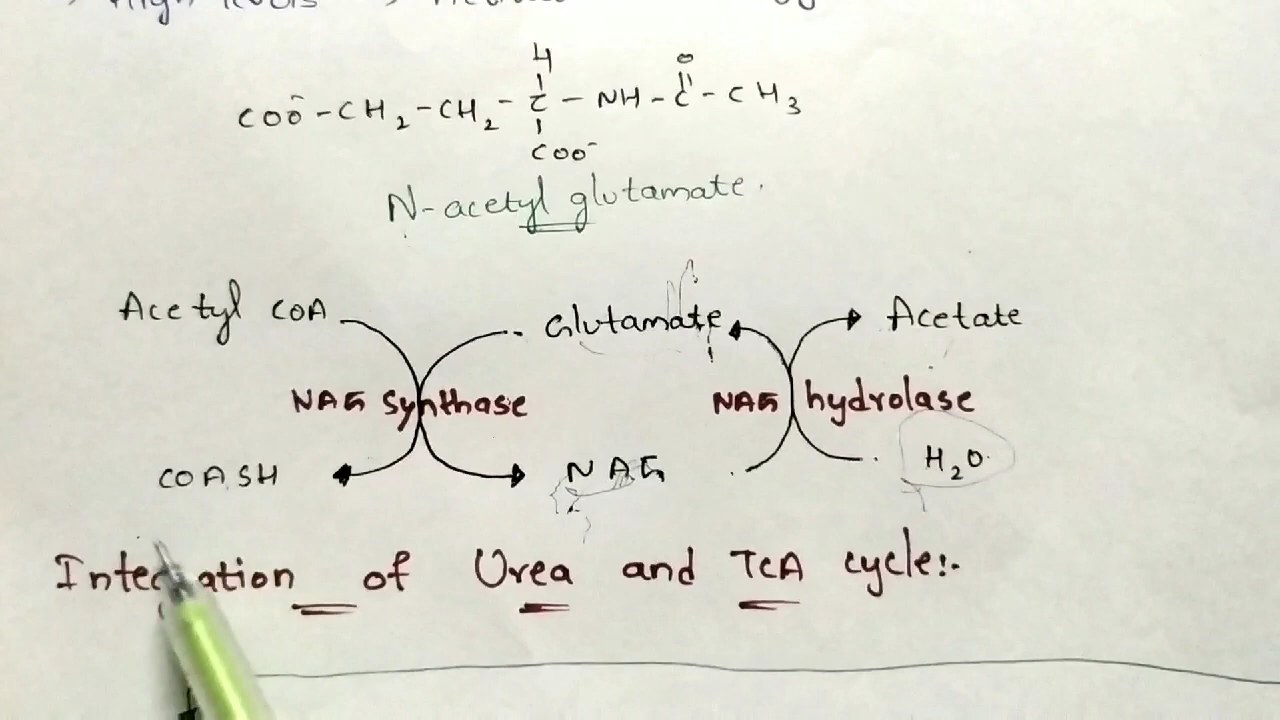 H
COO⁻ - CH₂ - CH₂ - C - NH - C - CH₃
O
COO⁻
N-acetyl glutamate.
Acetyl COA Glutamate Acetate
NAG Synthase NAG hydrolase
COASH NAG H₂O
Integration of Urea and TCA cycle:-